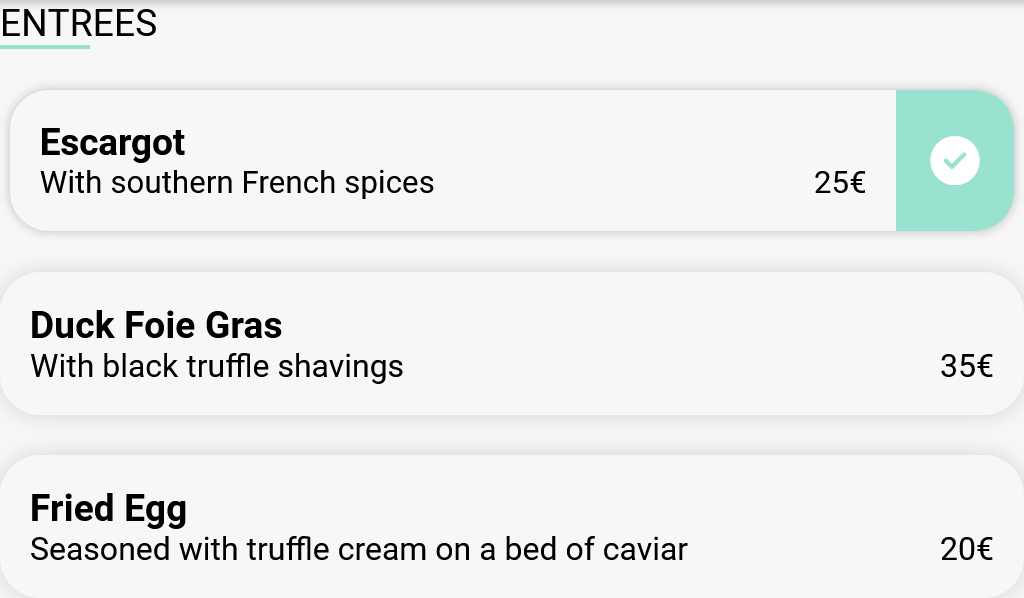 ENTREES
Escargot
With southern French spices 25€
Duck Foie Gras
With black truffle shavings 35€
Fried Egg
Seasoned with truffle cream on a bed of caviar 20€